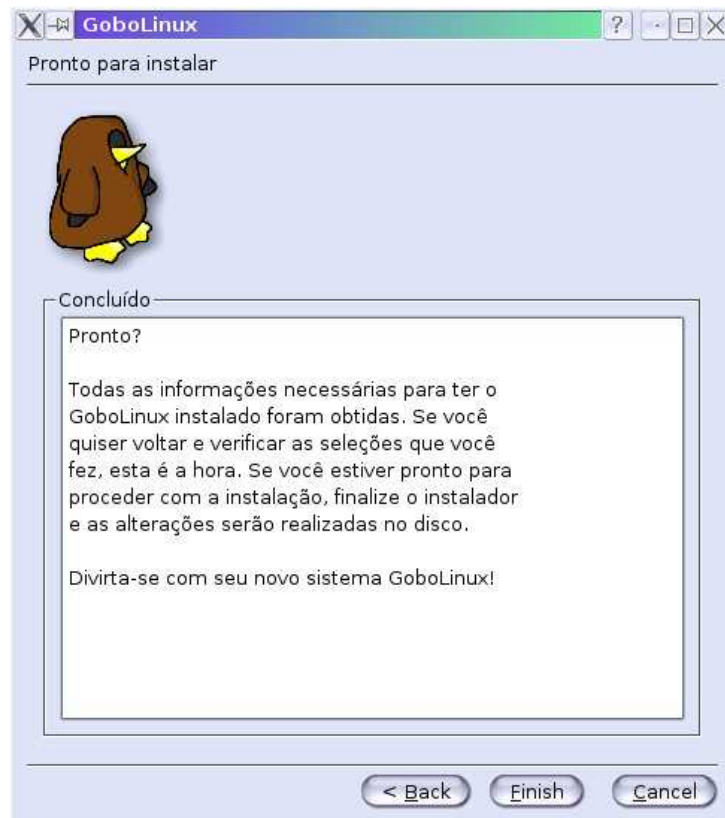 GoboLinux
Pronto para instalar
Concluído
Pronto?
Todas as informações necessárias para ter o
GoboLinux instalado foram obtidas. Se você
quiser voltar e verificar as seleções que você
fez, esta é a hora. Se você estiver pronto para
proceder com a instalação, finalize o instalador
e as alterações serão realizadas no disco.
Divirta-se com seu novo sistema GoboLinux!
< Back Finish Cancel